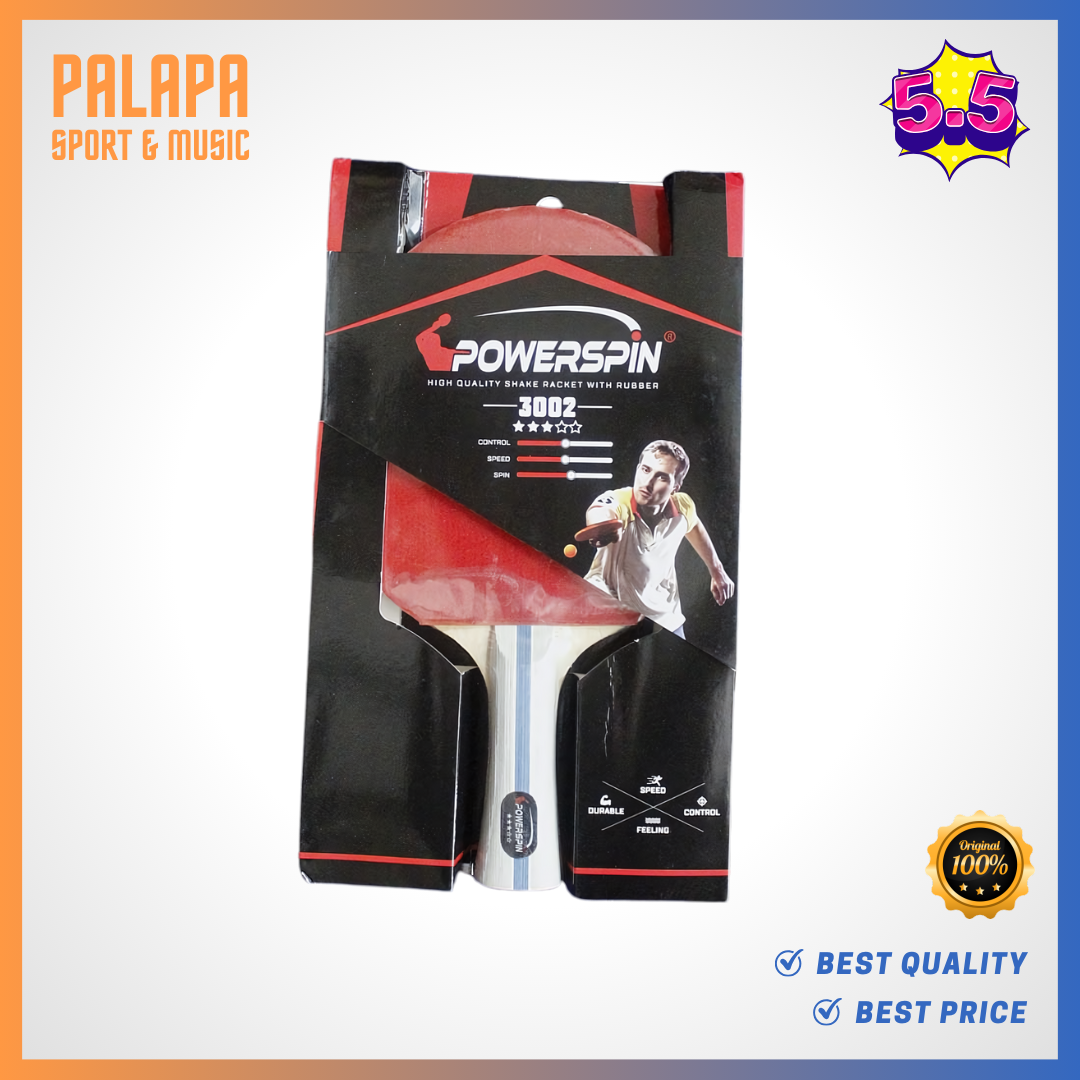 PALAPA
SPORT & MUSIC
5.5
POWERSPIN®
HIGH QUALITY SHAKE RACKET WITH RUBBER
3002
CONTROL
SPEED
SPIN
SPEED
DURABLE
CONTROL
FEELING
POWERSPIN
Original
100%
BEST QUALITY
BEST PRICE